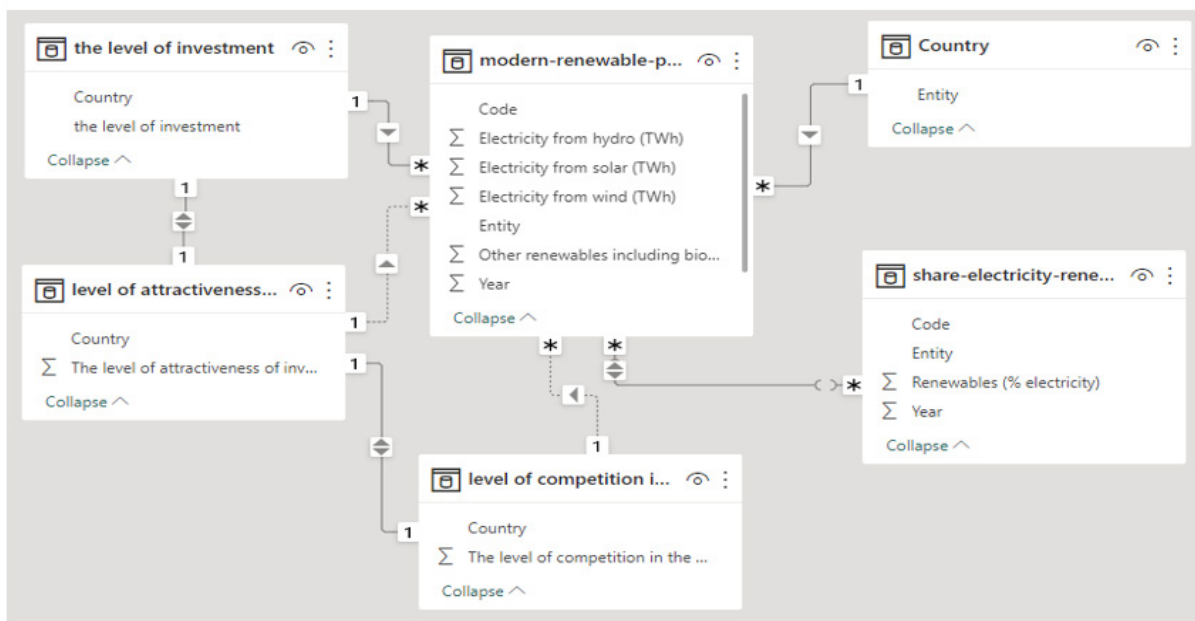 the level of investment
Country
the level of investment
Collapse
1
1
1
level of attractiveness...
Country
Σ The level of attractiveness of inv...
Collapse
1
1
modern-renewable-p...
Code
Σ Electricity from hydro (TWh)
Σ Electricity from solar (TWh)
Σ Electricity from wind (TWh)
Entity
Σ Other renewables including bio...
Σ Year
Collapse
*
*
*
*
*
Country
Entity
Collapse
1
share-electricity-rene...
Code
Entity
Σ Renewables (% electricity)
Σ Year
Collapse
*
level of competition i...
Country
Σ The level of competition in the ...
Collapse
1
1